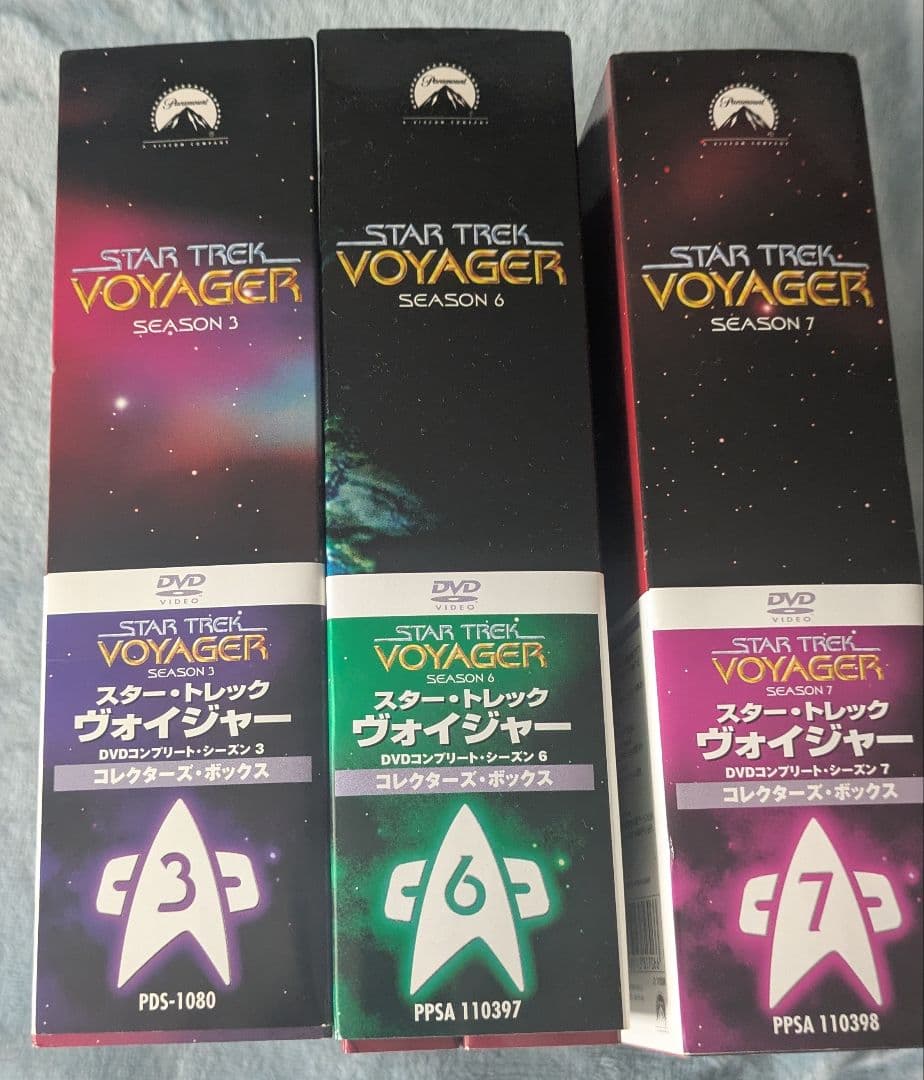 Paramount
A VIACOM COMPANY
STAR TREK
VOYAGER
SEASON 3
DVD
VIDEO
STAR TREK
VOYAGER
SEASON 3
スター・トレック
ヴォイジャー
DVDコンプリート・シーズン 3
コレクターズ・ボックス
3
PDS-1080
Paramount
A VIACOM COMPANY
STAR TREK
VOYAGER
SEASON 6
DVD
VIDEO
STAR TREK
VOYAGER
SEASON 6
スター・トレック
ヴォイジャー
DVDコンプリート・シーズン 6
コレクターズ・ボックス
6
PPSA 110397
Paramount
A VIACOM COMPANY
STAR TREK
VOYAGER
SEASON 7
DVD
VIDEO
STAR TREK
VOYAGER
SEASON 7
スター・トレック
ヴォイジャー
DVDコンプリート・シーズン 7
コレクターズ・ボックス
7
PPSA 110398